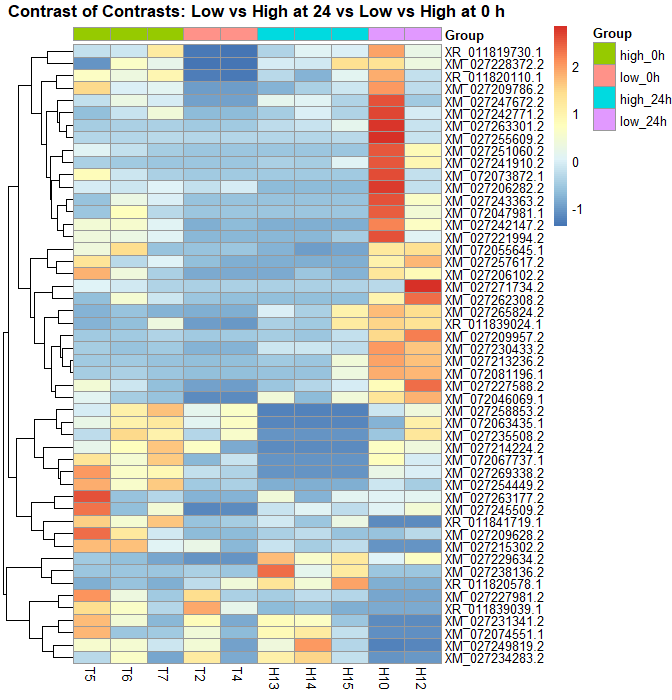 Contrast of Contrasts: Low vs High at 24 vs Low vs High at 0 h
Group
XR_011819730.1
XM_027228372.2
XR_011820110.1
XM_027209786.2
XM_027247672.2
XM_027242771.2
XM_027263301.2
XM_027255609.2
XM_027251060.2
XM_027241910.2
XM_072073872.1
XM_027206282.2
XM_027243363.2
XM_072047981.1
XM_027242147.2
XM_027221994.2
XM_072055645.1
XM_027257617.2
XM_027206102.2
XM_027271734.2
XM_027262308.2
XM_027265824.2
XR_011839024.1
XM_027209957.2
XM_027230433.2
XM_027213236.2
XM_072081196.1
XM_027227588.2
XM_072046069.1
XM_027258853.2
XM_072063435.1
XM_027235508.2
XM_027214224.2
XM_072067737.1
XM_027269338.2
XM_027254449.2
XM_027263177.2
XM_027245509.2
XR_011841719.1
XM_027209628.2
XM_027215302.2
XM_027229634.2
XM_027238136.2
XR_011820578.1
XM_027227981.2
XR_011839039.1
XM_027231341.2
XM_072074551.1
XM_027249819.2
XM_027234283.2
T5 T6 T7 T2 T4 H13 H14 H15 H10 H12
2
1
0
-1
Group
high_0h
low_0h
high_24h
low_24h